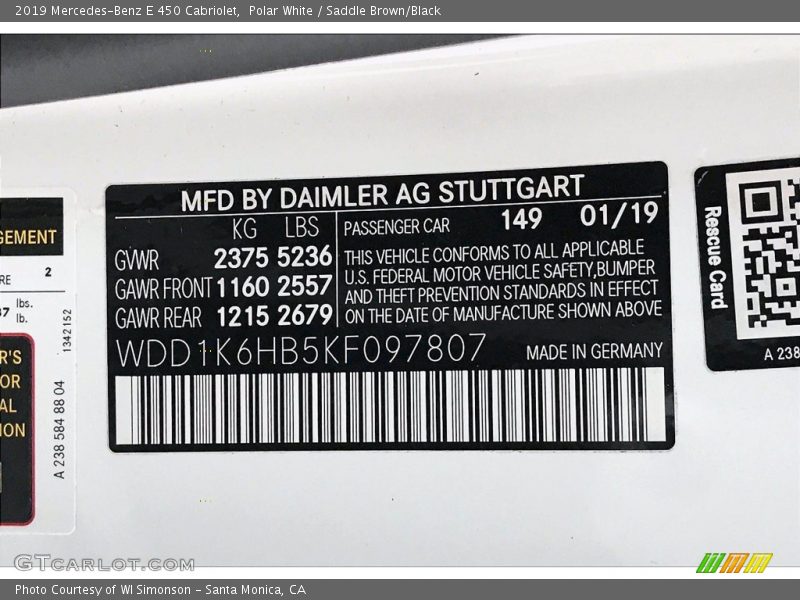 2019 Mercedes-Benz E 450 Cabriolet,  Polar White / Saddle Brown/Black
MFD BY DAIMLER AG STUTTGART
KG LBS
GVWR 2375 5236
GAWR FRONT 1160 2557
GAWR REAR 1215 2679
PASSENGER CAR 149 01/19
THIS VEHICLE CONFORMS TO ALL APPLICABLE
U.S. FEDERAL MOTOR VEHICLE SAFETY,BUMPER
AND THEFT PREVENTION STANDARDS IN EFFECT
ON THE DATE OF MANUFACTURE SHOWN ABOVE
WDD1K6HB5KF097807 MADE IN GERMANY
2
lbs.
lb.
1342152
A 238 584 88 04
Rescue Card
A 238
GTCARLOT.COM
Photo Courtesy of WI Simonson - Santa Monica, CA